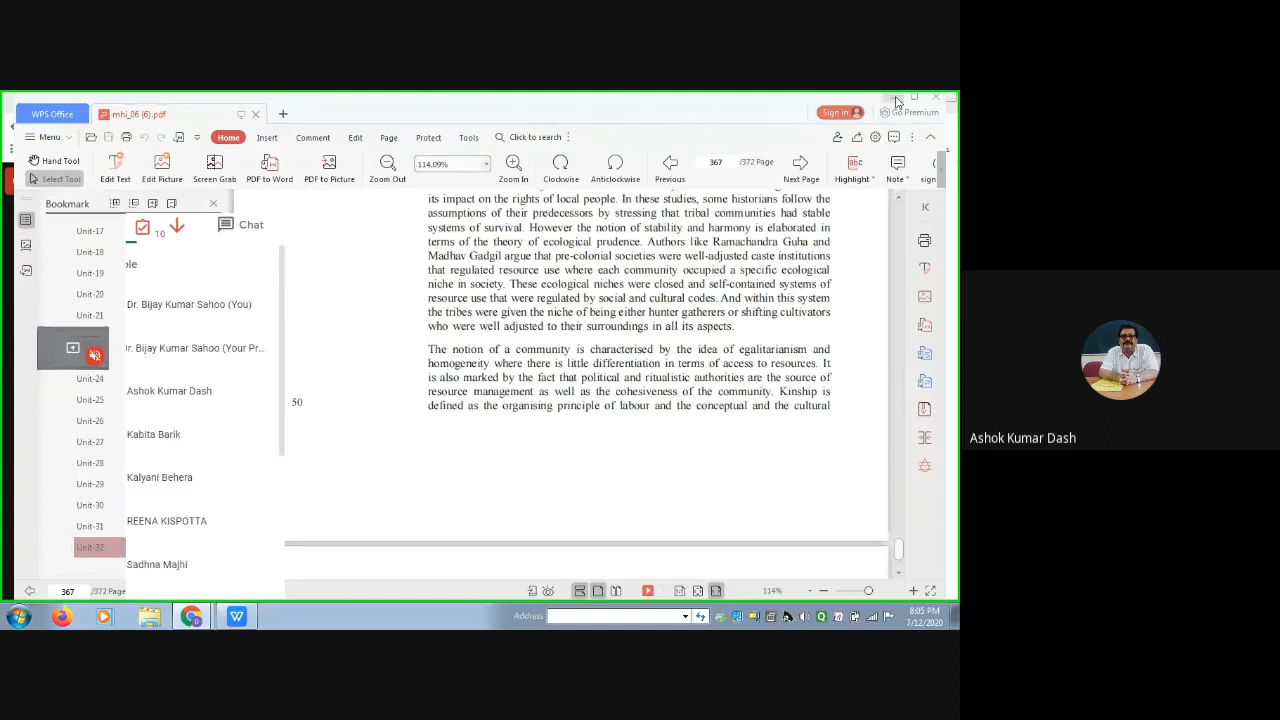 WPS Office
mhi_06 (6).pdf
Sign in
Go Premium
Menu
Home
Insert
Comment
Edit
Page
Protect
Tools
Click to search
Hand Tool
Select Tool
Edit Text
Edit Picture
Screen Grab
PDF to Word
PDF to Picture
Zoom Out
114.09%
Zoom In
Clockwise
Anticlockwise
Previous
367
/372 Page
Next Page
Highlight
Note
sign
Bookmark
Unit-17
Unit-18
Unit-19
Unit-20
Unit-21
Unit-24
Unit-25
Unit-26
Unit-27
Unit-28
Unit-29
Unit-30
Unit-31
Unit-32
10
Chat
ple
Dr. Bijay Kumar Sahoo (You)
Dr. Bijay Kumar Sahoo (Your Pr...
Ashok Kumar Dash
Kabita Barik
Kalyani Behera
REENA KISPOTTA
Sadhna Majhi
its impact on the rights of local people. In these studies, some historians follow the
assumptions of their predecessors by stressing that tribal communities had stable
systems of survival. However the notion of stability and harmony is elaborated in
terms of the theory of ecological prudence. Authors like Ramachandra Guha and
Madhav Gadgil argue that pre-colonial societies were well-adjusted caste institutions
that regulated resource use where each community occupied a specific ecological
niche in society. These ecological niches were closed and self-contained systems of
resource use that were regulated by social and cultural codes. And within this system
the tribes were given the niche of being either hunter gatherers or shifting cultivators
who were well adjusted to their surroundings in all its aspects.
The notion of a community is characterised by the idea of egalitarianism and
homogeneity where there is little differentiation in terms of access to resources. It
is also marked by the fact that political and ritualistic authorities are the source of
resource management as well as the cohesiveness of the community. Kinship is
defined as the organising principle of labour and the conceptual and the cultural
50
367
/372 Page
114%
Address
8:05 PM
7/12/2020
Ashok Kumar Dash